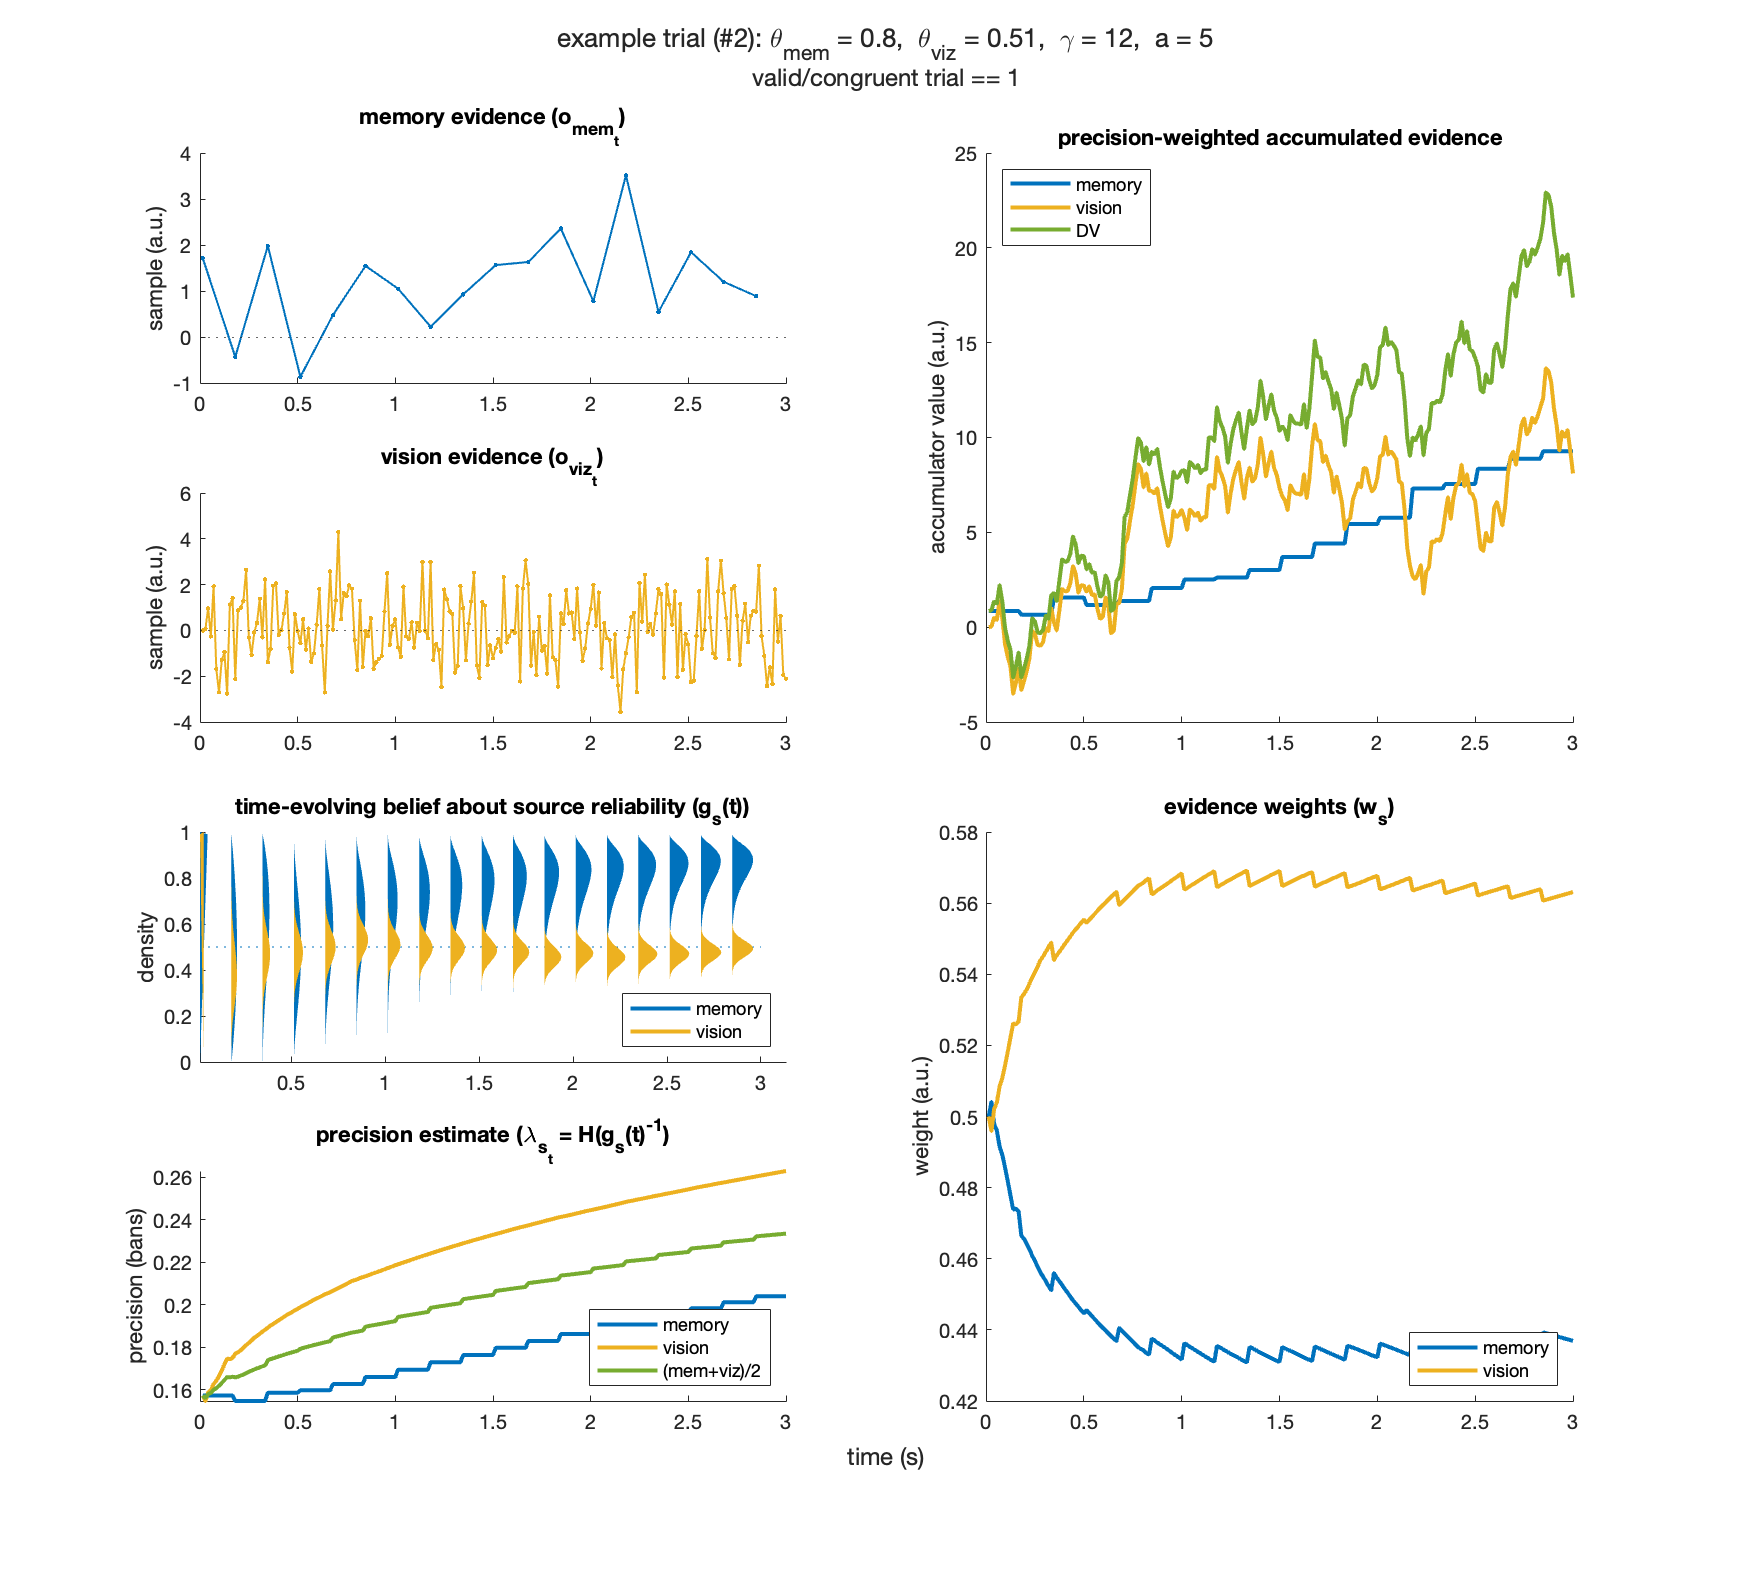 example trial (#2): θmem = 0.8, θviz = 0.51, γ = 12, a = 5
valid/congruent trial == 1
memory evidence (omemt)
sample (a.u.)
4
3
2
1
0
-1
0 0.5 1 1.5 2 2.5 3
vision evidence (ovizt)
sample (a.u.)
6
4
2
0
-2
-4
0 0.5 1 1.5 2 2.5 3
time-evolving belief about source reliability (gs(t))
density
1
0.8
0.6
0.4
0.2
0
memory
vision
0.5 1 1.5 2 2.5 3
precision estimate (λst = H(gs(t)-1)
precision (bans)
0.26
0.24
0.22
0.2
0.18
0.16
memory
vision
(mem+viz)/2
0 0.5 1 1.5 2 2.5 3
precision-weighted accumulated evidence
accumulator value (a.u.)
25
20
15
10
5
0
-5
memory
vision
DV
0 0.5 1 1.5 2 2.5 3
evidence weights (ws)
weight (a.u.)
0.58
0.56
0.54
0.52
0.5
0.48
0.46
0.44
0.42
memory
vision
0 0.5 1 1.5 2 2.5 3
time (s)